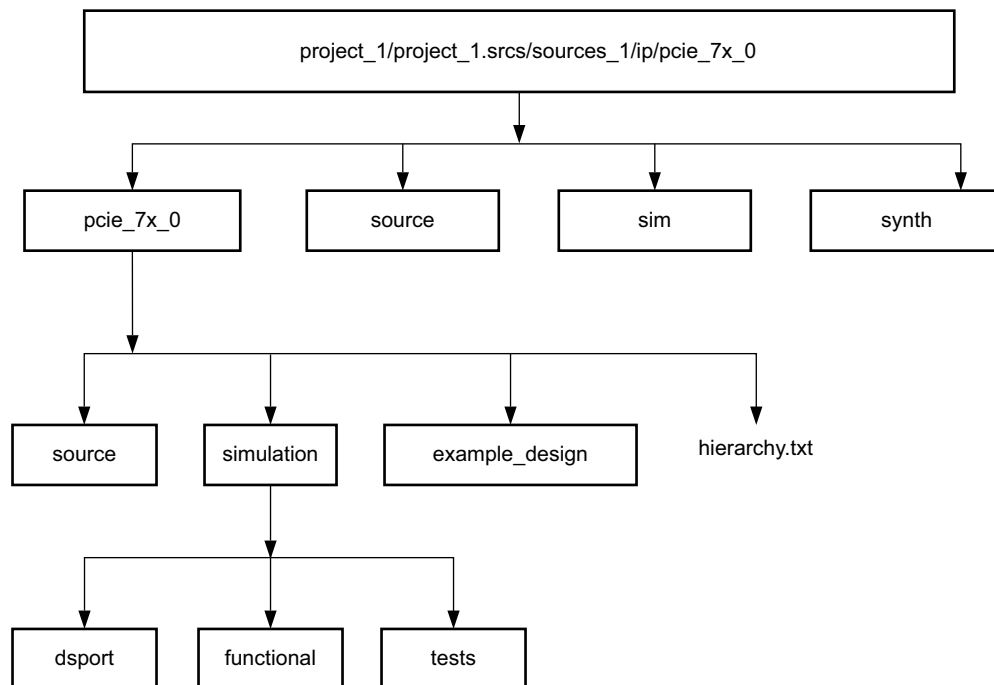 project_1/project_1.srcs/sources_1/ip/pcie_7x_0
pcie_7x_0
source
sim
synth
source
simulation
example_design
hierarchy.txt
dsport
functional
tests